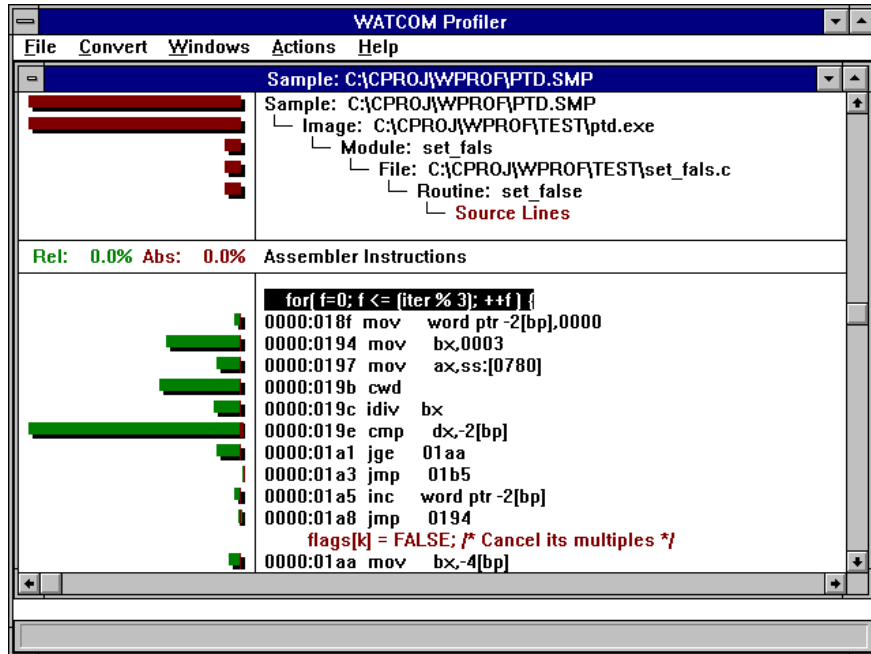 WATCOM Profiler
File Convert Windows Actions Help
Sample: C:\CPROJ\WPROF\PTD.SMP
Sample: C:\CPROJ\WPROF\PTD.SMP
Image: C:\CPROJ\WPROF\TEST\ptd.exe
Module: set_fals
File: C:\CPROJ\WPROF\TEST\set_fals.c
Routine: set_false
Source Lines
Rel: 0.0% Abs: 0.0% Assembler Instructions
for( f=0; f <= (iter % 3); ++f ) {
0000:018f mov word ptr -2[bp],0000
0000:0194 mov bx,0003
0000:0197 mov ax,ss:[0780]
0000:019b cwd
0000:019c idiv bx
0000:019e cmp dx,-2[bp]
0000:01a1 jge 01aa
0000:01a3 jmp 01b5
0000:01a5 inc word ptr -2[bp]
0000:01a8 jmp 0194
flags[k] = FALSE; /* Cancel its multiples */
0000:01aa mov bx,-4[bp]